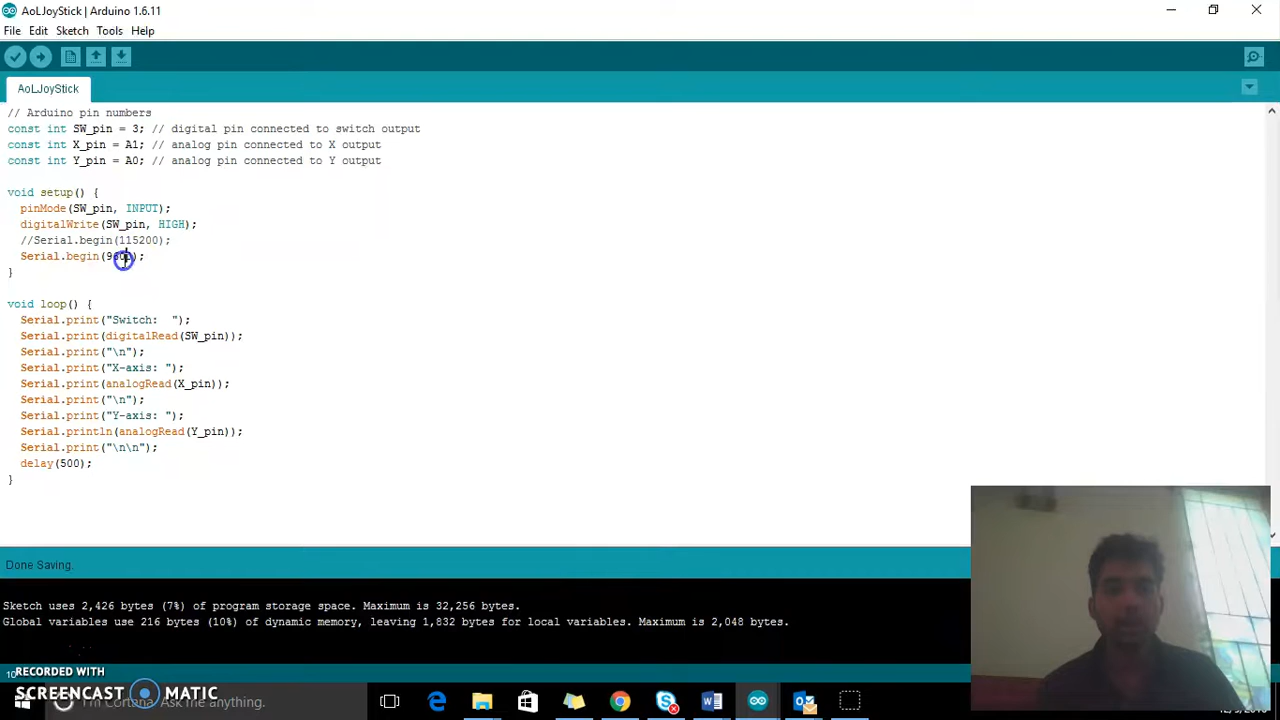 AoLJoyStick | Arduino 1.6.11
File Edit Sketch Tools Help
AoLJoyStick
// Arduino pin numbers
const int SW_pin = 3; // digital pin connected to switch output
const int X_pin = A1; // analog pin connected to X output
const int Y_pin = A0; // analog pin connected to Y output
void setup() {
pinMode(SW_pin, INPUT);
digitalWrite(SW_pin, HIGH);
//Serial.begin(115200);
Serial.begin(9600);
}
void loop() {
Serial.print("Switch:  ");
Serial.print(digitalRead(SW_pin));
Serial.print("\n");
Serial.print("X-axis: ");
Serial.print(analogRead(X_pin));
Serial.print("\n");
Serial.print("Y-axis: ");
Serial.println(analogRead(Y_pin));
Serial.print("\n\n");
delay(500);
}
Done Saving.
Sketch uses 2,426 bytes (7%) of program storage space. Maximum is 32,256 bytes.
Global variables use 216 bytes (10%) of dynamic memory, leaving 1,832 bytes for local variables. Maximum is 2,048 bytes.
10
RECORDED WITH
SCREENCAST MATIC
I'm Cortana. Ask me anything.